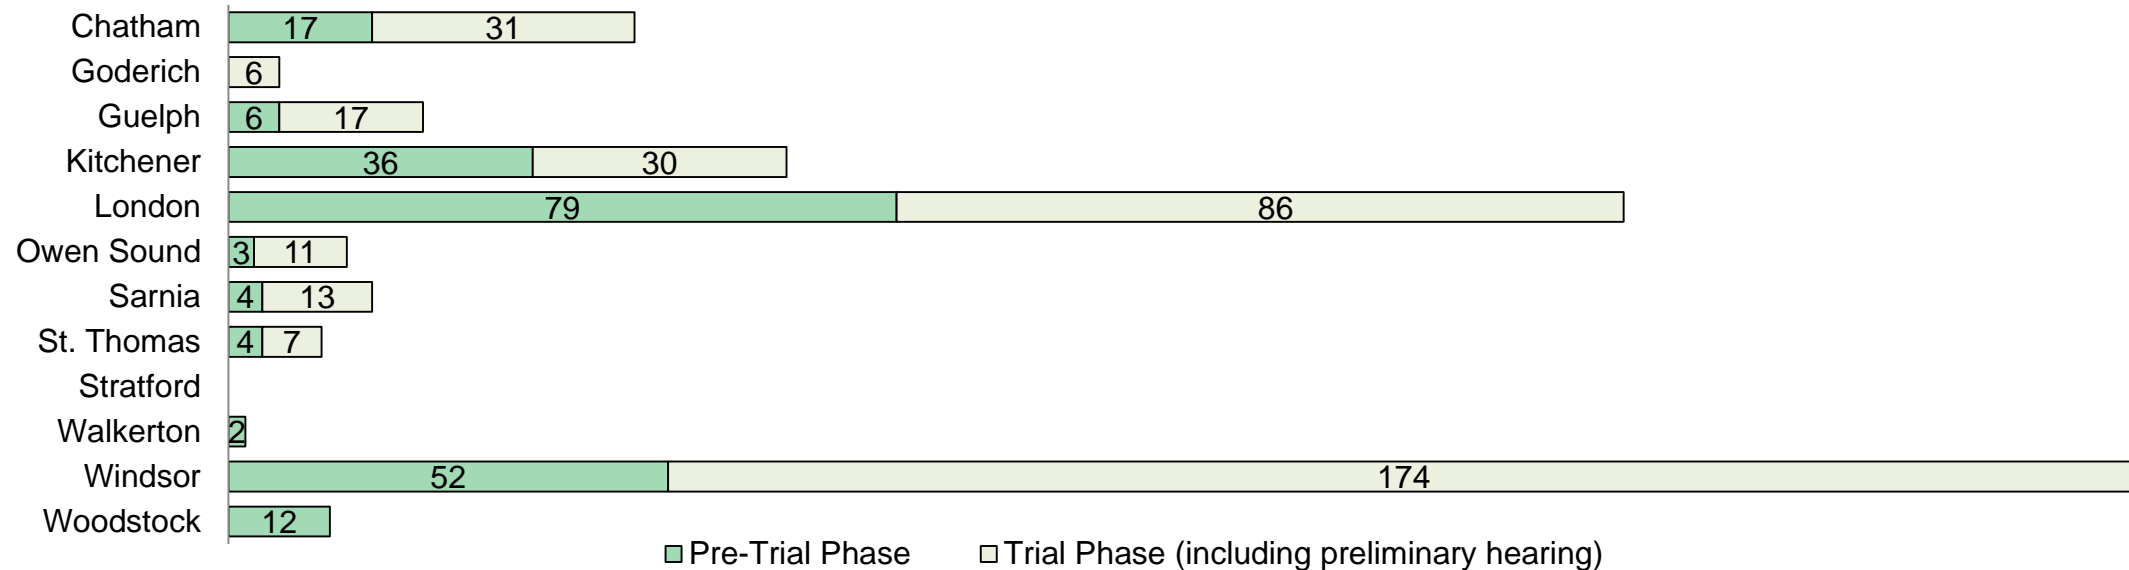 Chatham 17 31
Goderich 6
Guelph 6 17
Kitchener 36 30
London 79 86
Owen Sound 3 11
Sarnia 4 13
St. Thomas 4 7
Stratford
Walkerton 2
Windsor 52 174
Woodstock 12
Pre-Trial Phase Trial Phase (including preliminary hearing)